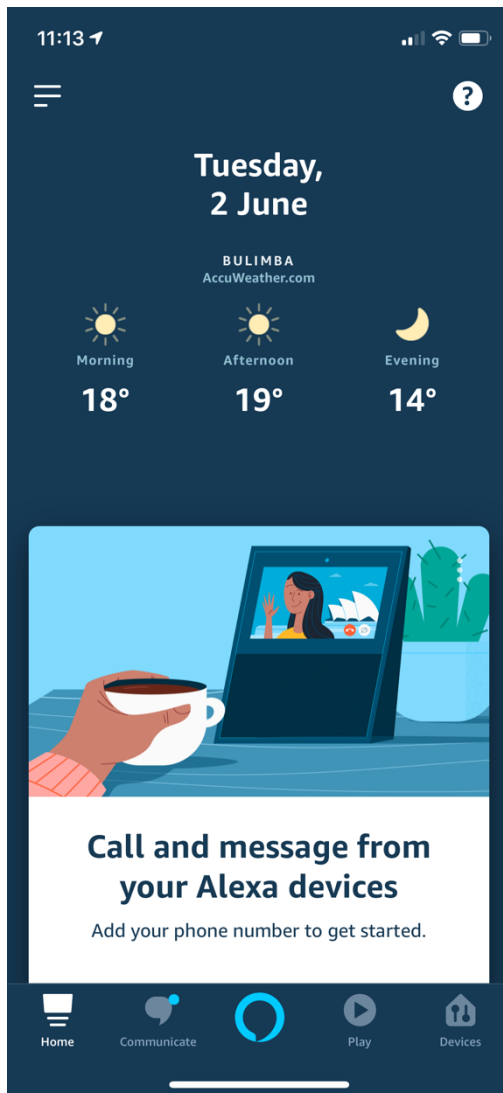 11:13
?
Tuesday,
2 June
BULIMBA
AccuWeather.com
Morning Afternoon Evening
18° 19° 14°
Call and message from
your Alexa devices
Add your phone number to get started.
Home Communicate Play Devices